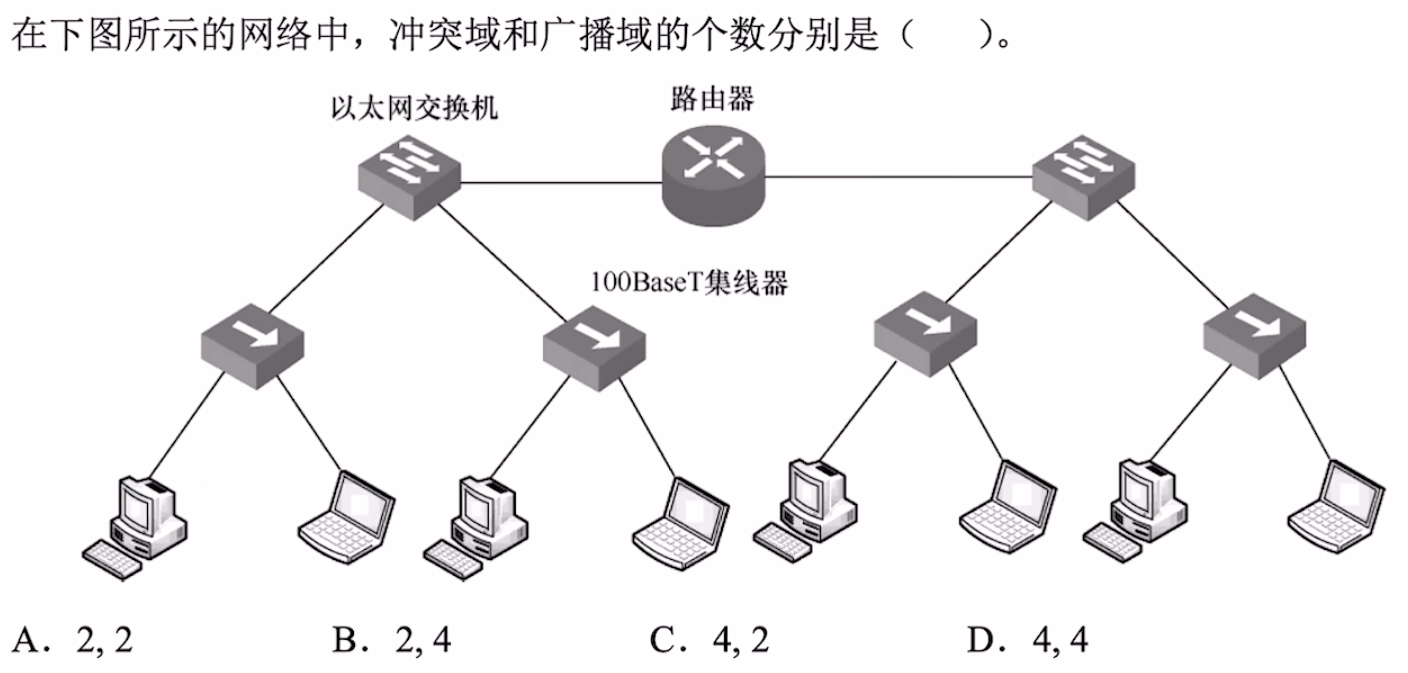 在下图所示的网络中，冲突域和广播域的个数分别是（　　）。
以太网交换机 路由器
100BaseT集线器
A. 2, 2 B. 2, 4 C. 4, 2 D. 4, 4